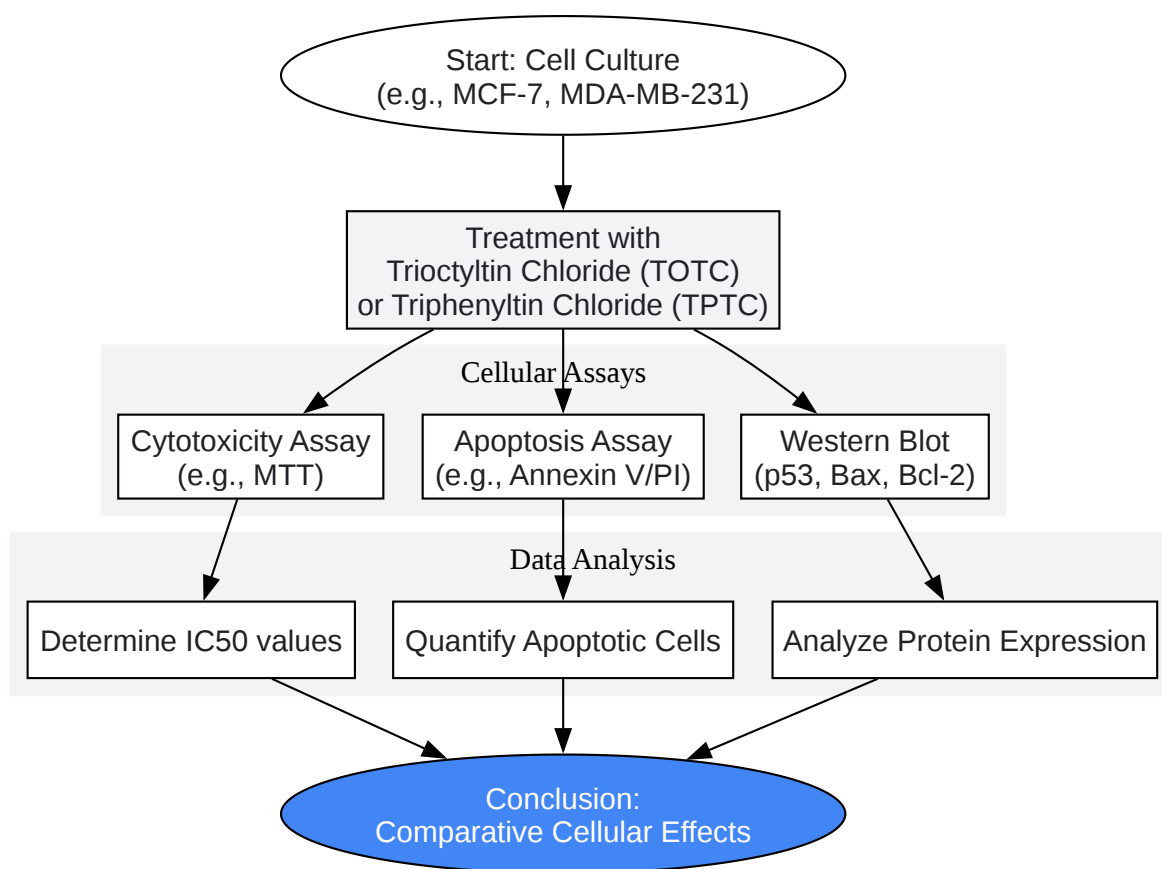 Start: Cell Culture
(e.g., MCF-7, MDA-MB-231)
Treatment with
Trioctyltin Chloride (TOTC)
or Triphenyltin Chloride (TPTC)
Cellular Assays
Cytotoxicity Assay
(e.g., MTT)
Apoptosis Assay
(e.g., Annexin V/PI)
Western Blot
(p53, Bax, Bcl-2)
Data Analysis
Determine IC50 values
Quantify Apoptotic Cells
Analyze Protein Expression
Conclusion:
Comparative Cellular Effects